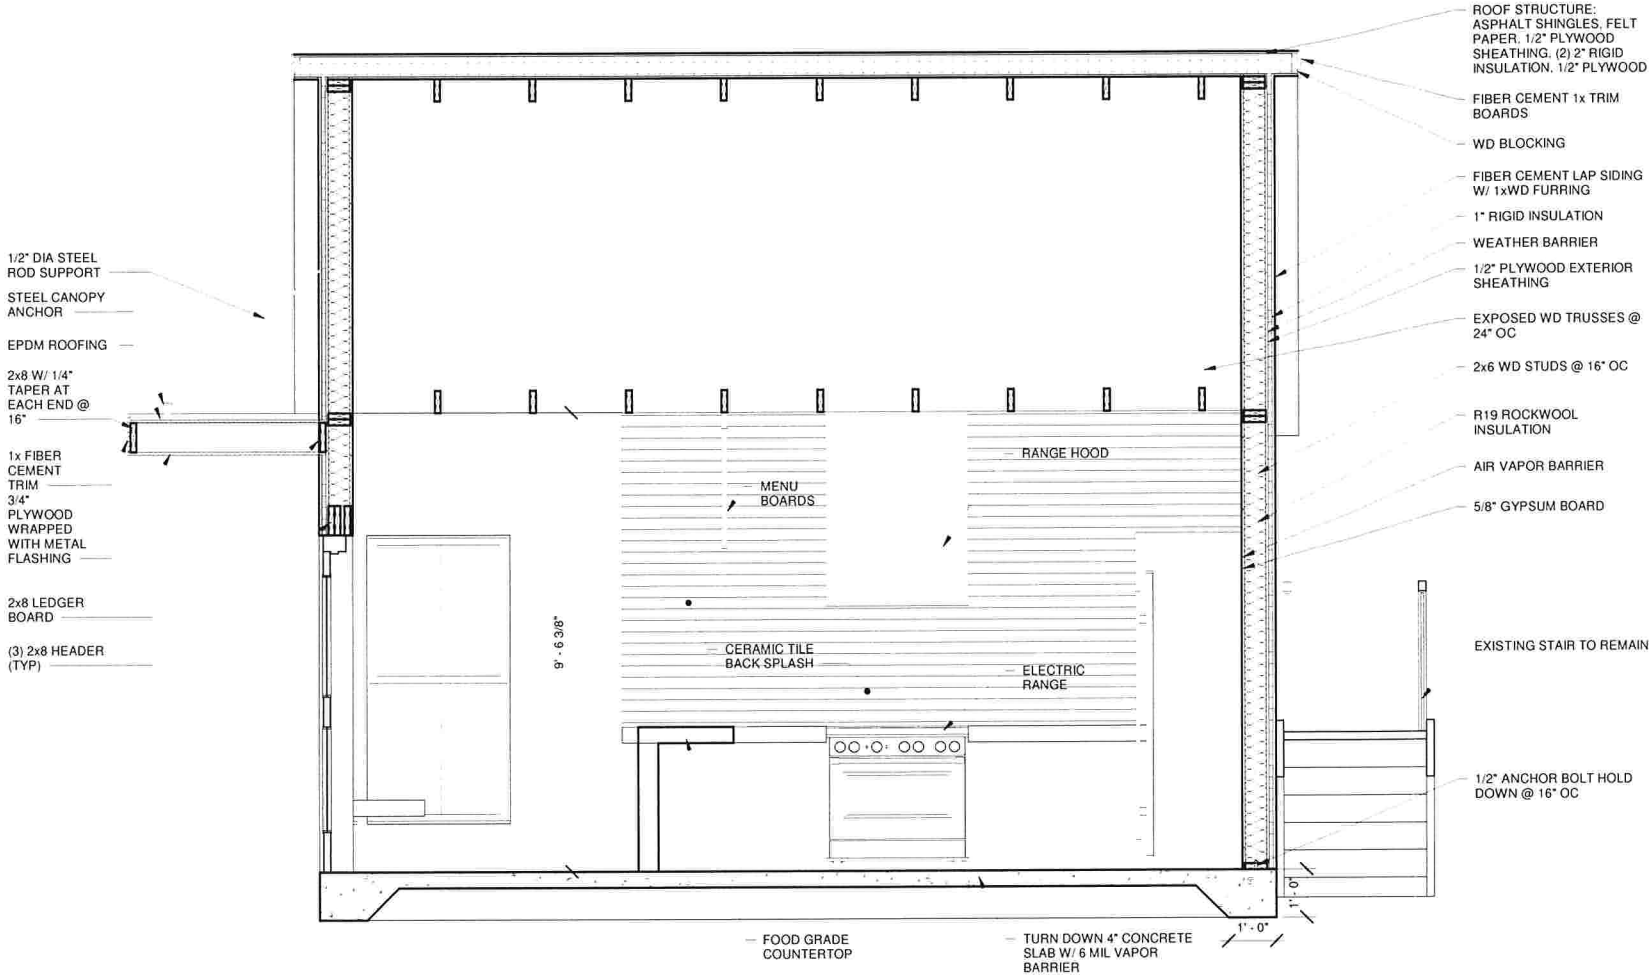 ROOF STRUCTURE:
ASPHALT SHINGLES, FELT
PAPER, 1/2" PLYWOOD
SHEATHING, (2) 2" RIGID
INSULATION, 1/2" PLYWOOD
FIBER CEMENT 1x TRIM
BOARDS
WD BLOCKING
FIBER CEMENT LAP SIDING
W/ 1xWD FURRING
1" RIGID INSULATION
WEATHER BARRIER
1/2" PLYWOOD EXTERIOR
SHEATHING
EXPOSED WD TRUSSES @
24" OC
2x6 WD STUDS @ 16" OC
R19 ROCKWOOL
INSULATION
AIR VAPOR BARRIER
5/8" GYPSUM BOARD
EXISTING STAIR TO REMAIN
1/2" ANCHOR BOLT HOLD
DOWN @ 16" OC
1/2" DIA STEEL
ROD SUPPORT
STEEL CANOPY
ANCHOR
EPDM ROOFING
2x8 W/ 1/4"
TAPER AT
EACH END @
16"
1x FIBER
CEMENT
TRIM
3/4"
PLYWOOD
WRAPPED
WITH METAL
FLASHING
2x8 LEDGER
BOARD
(3) 2x8 HEADER
(TYP)
RANGE HOOD
MENU
BOARDS
9' - 6 3/8"
CERAMIC TILE
BACK SPLASH
ELECTRIC
RANGE
1' - 0"
1' - 0"
FOOD GRADE
COUNTERTOP
TURN DOWN 4" CONCRETE
SLAB W/ 6 MIL VAPOR
BARRIER